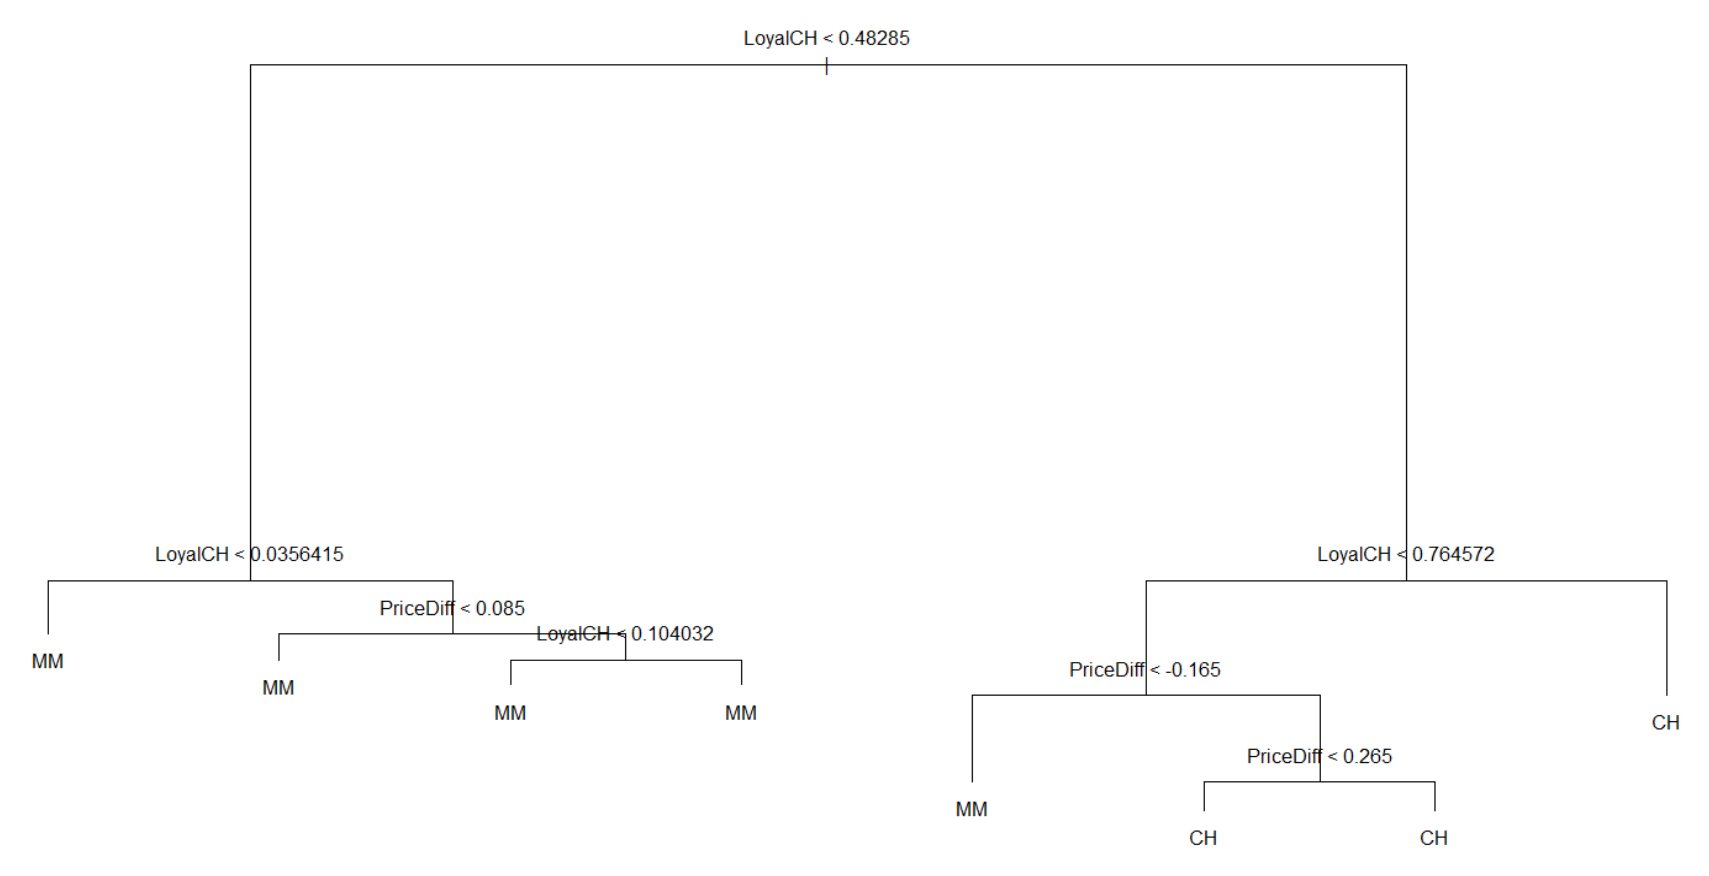 LoyalCH < 0.48285
LoyalCH < 0.0356415
LoyalCH < 0.764572
PriceDiff < 0.085
LoyalCH < 0.104032
MM
PriceDiff < -0.165
MM
MM
MM
CH
PriceDiff < 0.265
MM
CH
CH